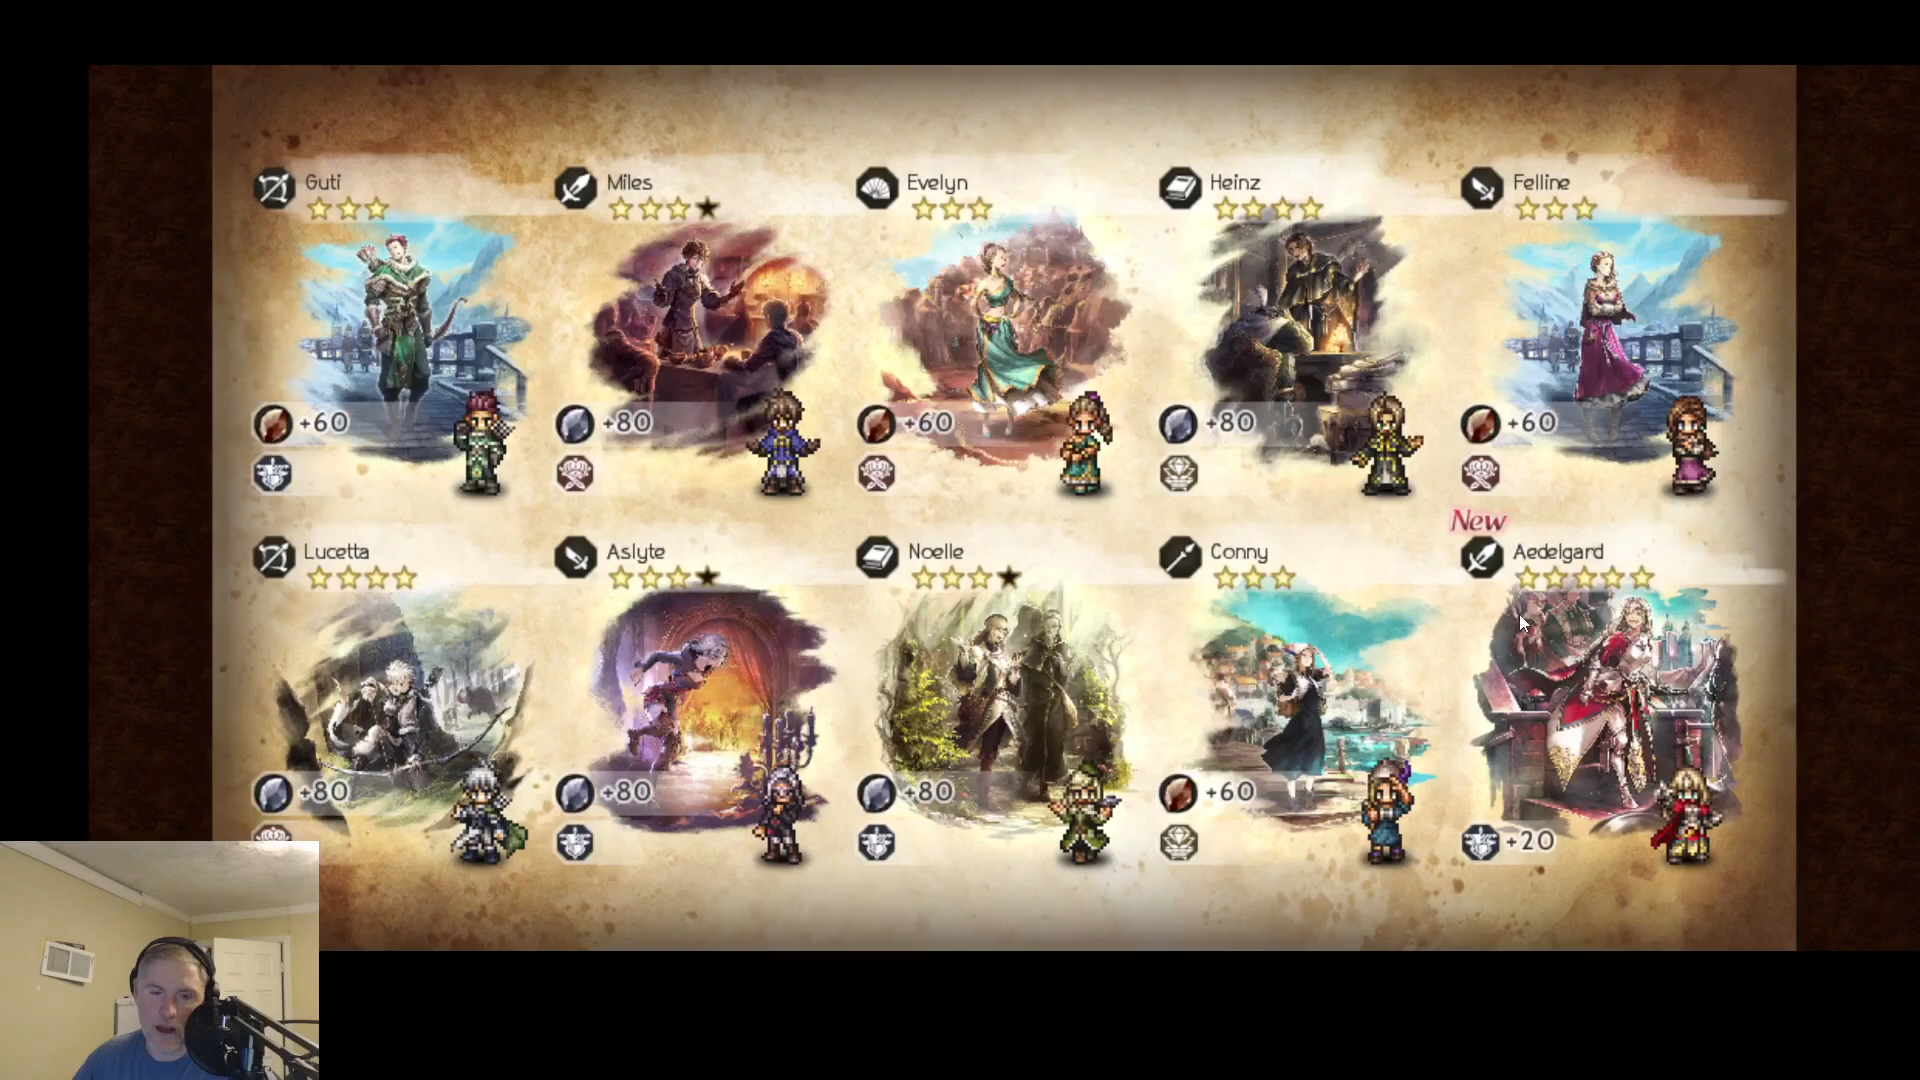 Guti
Miles
Evelyn
Heinz
Felline
+60
+80
+60
+80
+60
New
Lucetta
Aslyte
Noelle
Conny
Aedelgard
+80
+80
+80
+60
+20